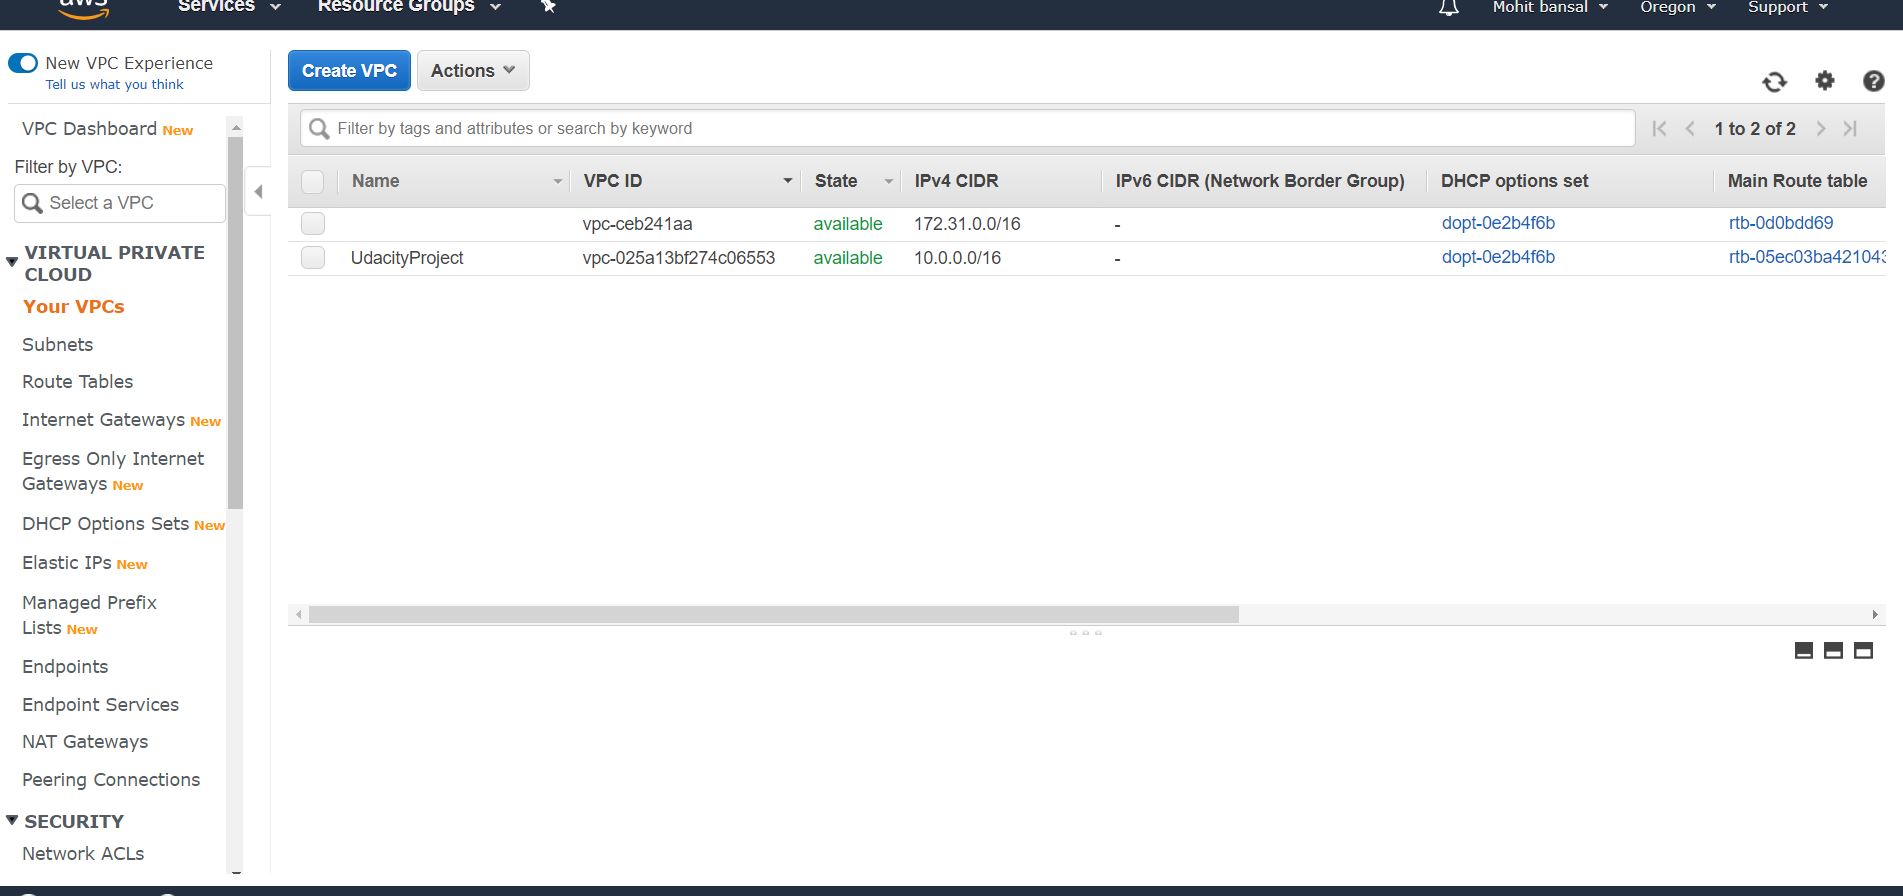 aws
Services
Resource Groups
Mohit bansal
Oregon
Support
New VPC Experience
Tell us what you think
VPC Dashboard New
Filter by VPC:
Select a VPC
VIRTUAL PRIVATE
CLOUD
Your VPCs
Subnets
Route Tables
Internet Gateways New
Egress Only Internet
Gateways New
DHCP Options Sets New
Elastic IPs New
Managed Prefix
Lists New
Endpoints
Endpoint Services
NAT Gateways
Peering Connections
SECURITY
Network ACLs
Create VPC
Actions
Filter by tags and attributes or search by keyword
1 to 2 of 2
Name VPC ID State IPv4 CIDR IPv6 CIDR (Network Border Group) DHCP options set Main Route table
vpc-ceb241aa available 172.31.0.0/16 - dopt-0e2b4f6b rtb-0d0bdd69
UdacityProject vpc-025a13bf274c06553 available 10.0.0.0/16 - dopt-0e2b4f6b rtb-05ec03ba421043